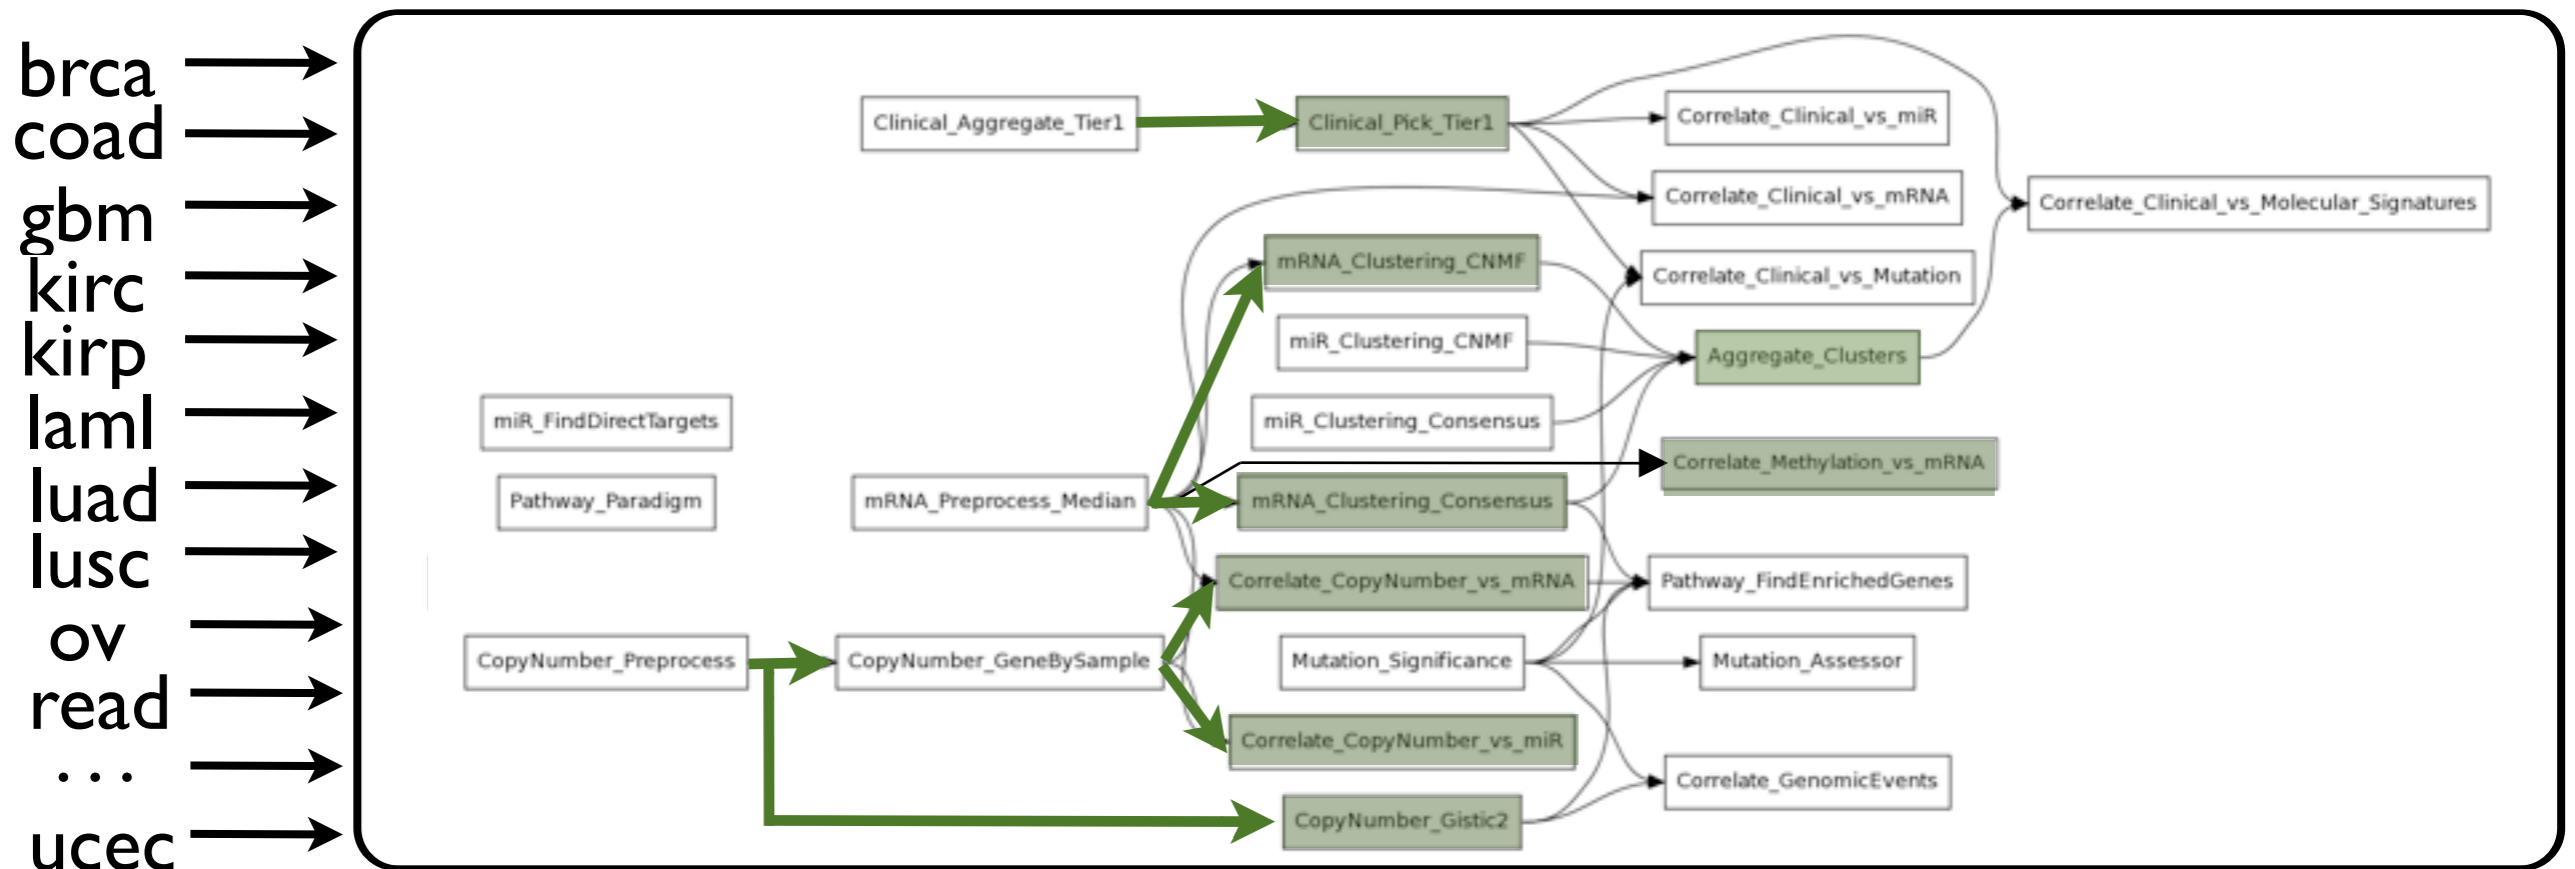 brca
coad
gbm
kirc
kirp
laml
luad
lusc
ov
read
...
ucec
miR_FindDirectTargets
Pathway_Paradigm
CopyNumber_Preprocess
Clinical_Aggregate_Tier1
mRNA_Preprocess_Median
CopyNumber_GeneBySample
Clinical_Pick_Tier1
mRNA_Clustering_CNMF
miR_Clustering_CNMF
miR_Clustering_Consensus
mRNA_Clustering_Consensus
Correlate_CopyNumber_vs_mRNA
Mutation_Significance
Correlate_CopyNumber_vs_miR
CopyNumber_Gistic2
Correlate_Clinical_vs_miR
Correlate_Clinical_vs_mRNA
Correlate_Clinical_vs_Mutation
Aggregate_Clusters
Correlate_Methylation_vs_mRNA
Pathway_FindEnrichedGenes
Mutation_Assessor
Correlate_GenomicEvents
Correlate_Clinical_vs_Molecular_Signatures